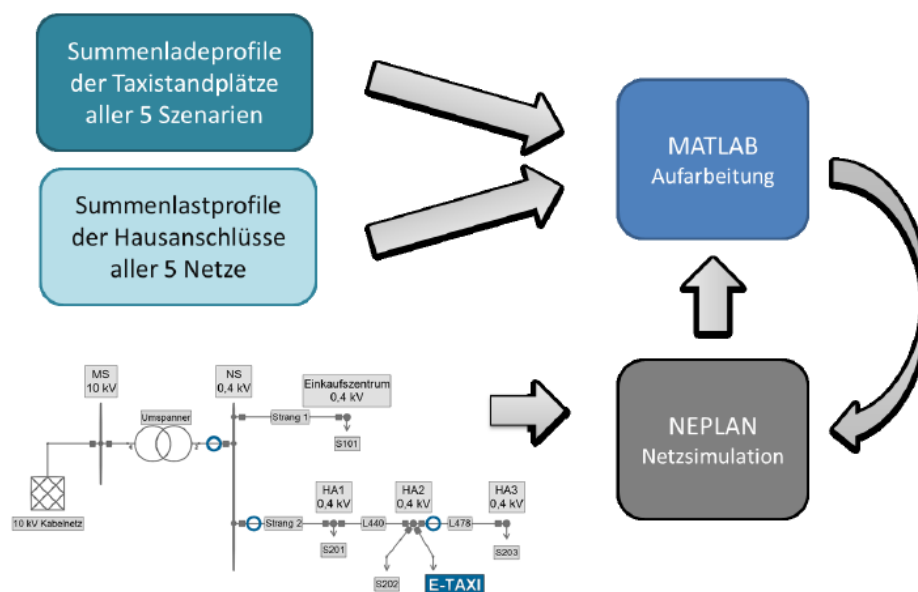 Summenladeprofile
der Taxistandplätze
aller 5 Szenarien
MATLAB
Aufarbeitung
Summenlastprofile
der Hausanschlüsse
aller 5 Netze
NEPLAN
Netzsimulation
MS
10 kV
NS
0,4 kV
Einkaufszentrum
0,4 kV
Umspanner
Strang 1
S101
10 kV Kabelnetz
HA1
0,4 kV
HA2
0,4 kV
HA3
0,4 kV
Strang 2
L440
L478
S201
S203
S202
E-TAXI